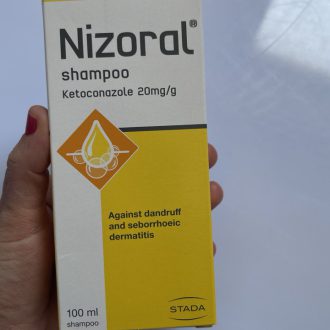 Nizoral®
shampoo
Ketoconazole 20mg/g
Against dandruff
and seborrhoeic
dermatitis
100 ml
shampoo
STADA